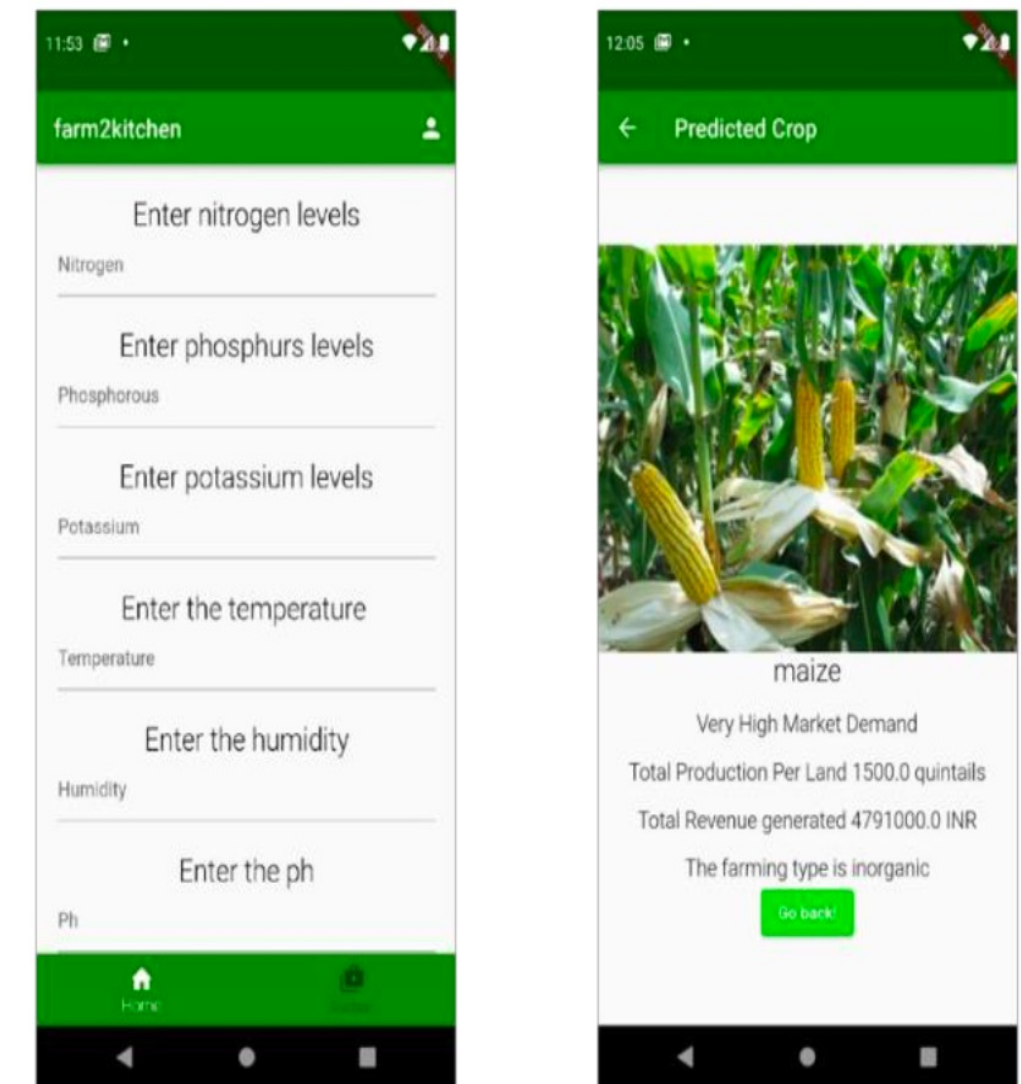 11:53
farm2kitchen
Enter nitrogen levels
Nitrogen
Enter phosphurs levels
Phosphorous
Enter potassium levels
Potassium
Enter the temperature
Temperature
Enter the humidity
Humidity
Enter the ph
Ph
Home
12:05
Predicted Crop
maize
Very High Market Demand
Total Production Per Land 1500.0 quintails
Total Revenue generated 4791000.0 INR
The farming type is inorganic
Go back!